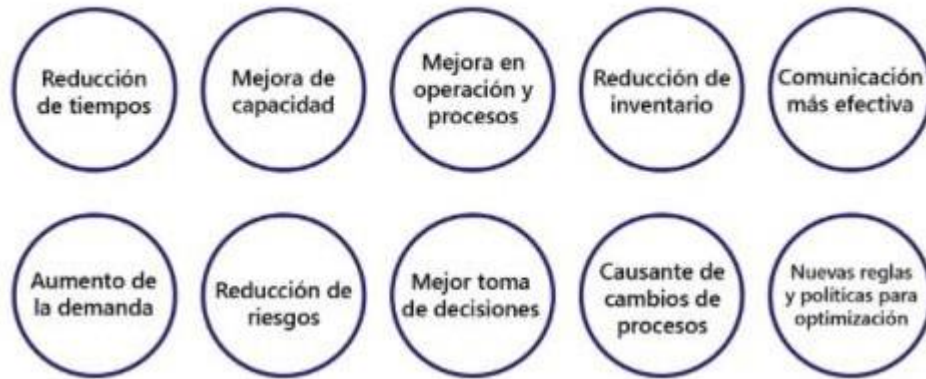 Reducción
de tiempos
Mejora de
capacidad
Mejora en
operación y
procesos
Reducción de
inventario
Comunicación
más efectiva
Aumento de
la demanda
Reducción de
riesgos
Mejor toma
de decisiones
Causante de
cambios de
procesos
Nuevas reglas
y políticas para
optimización